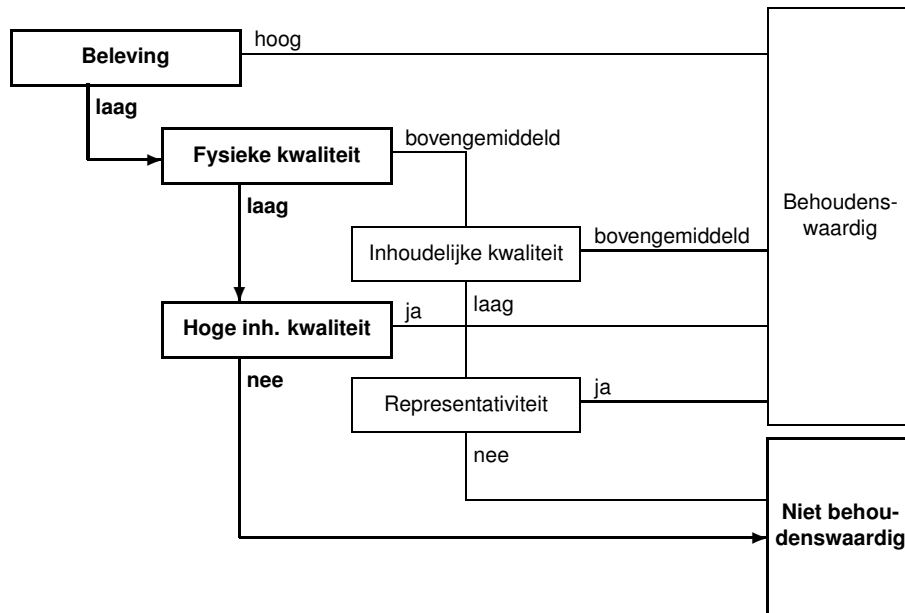 hoog
Beleving
laag
bovengemiddeld
Fysieke kwaliteit
laag
Behoudens-
waardig
bovengemiddeld
Inhoudelijke kwaliteit
laag
ja
Hoge inh. kwaliteit
nee
ja
Representativiteit
nee
Niet behou-
denswaardig